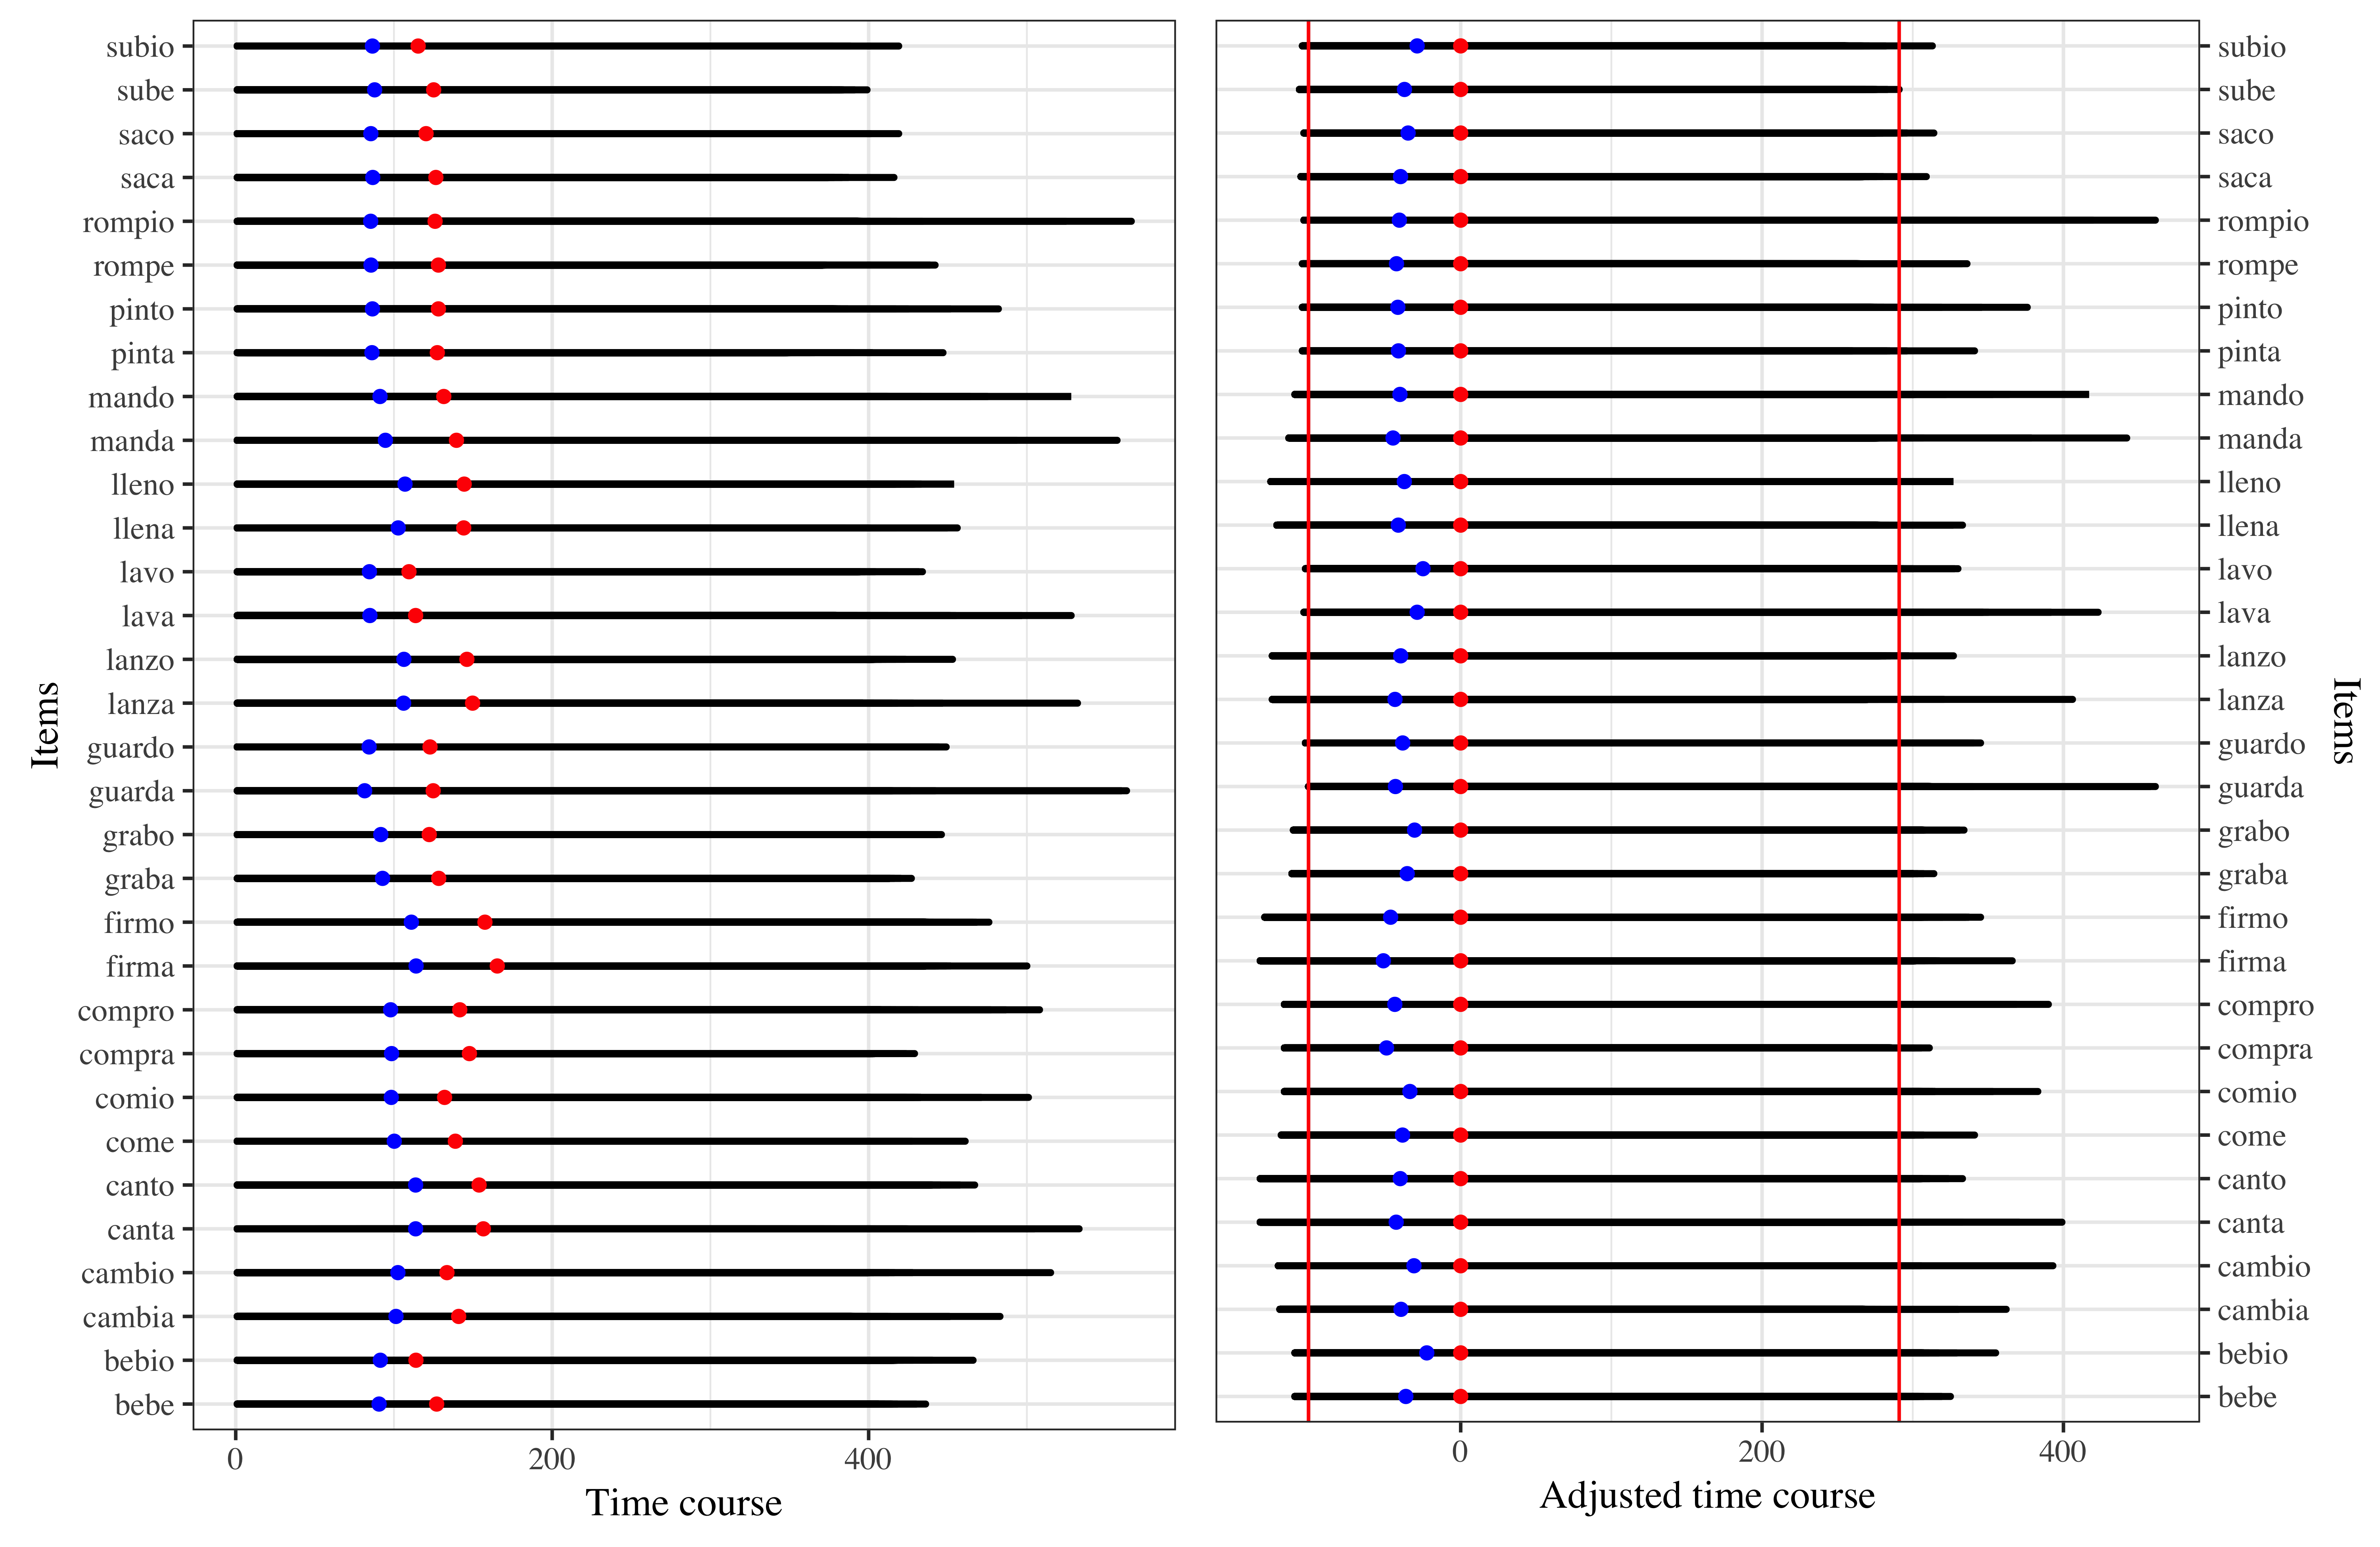 Items
subio
sube
saco
saca
rompio
rompe
pinto
pinta
mando
manda
lleno
llena
lavo
lava
lanzo
lanza
guardo
guarda
grabo
graba
firmo
firma
compro
compra
comio
come
canto
canta
cambio
cambia
bebio
bebe
0 200 400
Time course
subio
sube
saco
saca
rompio
rompe
pinto
pinta
mando
manda
lleno
llena
lavo
lava
lanzo
lanza
guardo
guarda
grabo
graba
firmo
firma
compro
compra
comio
come
canto
canta
cambio
cambia
bebio
bebe
Items
0 200 400
Adjusted time course